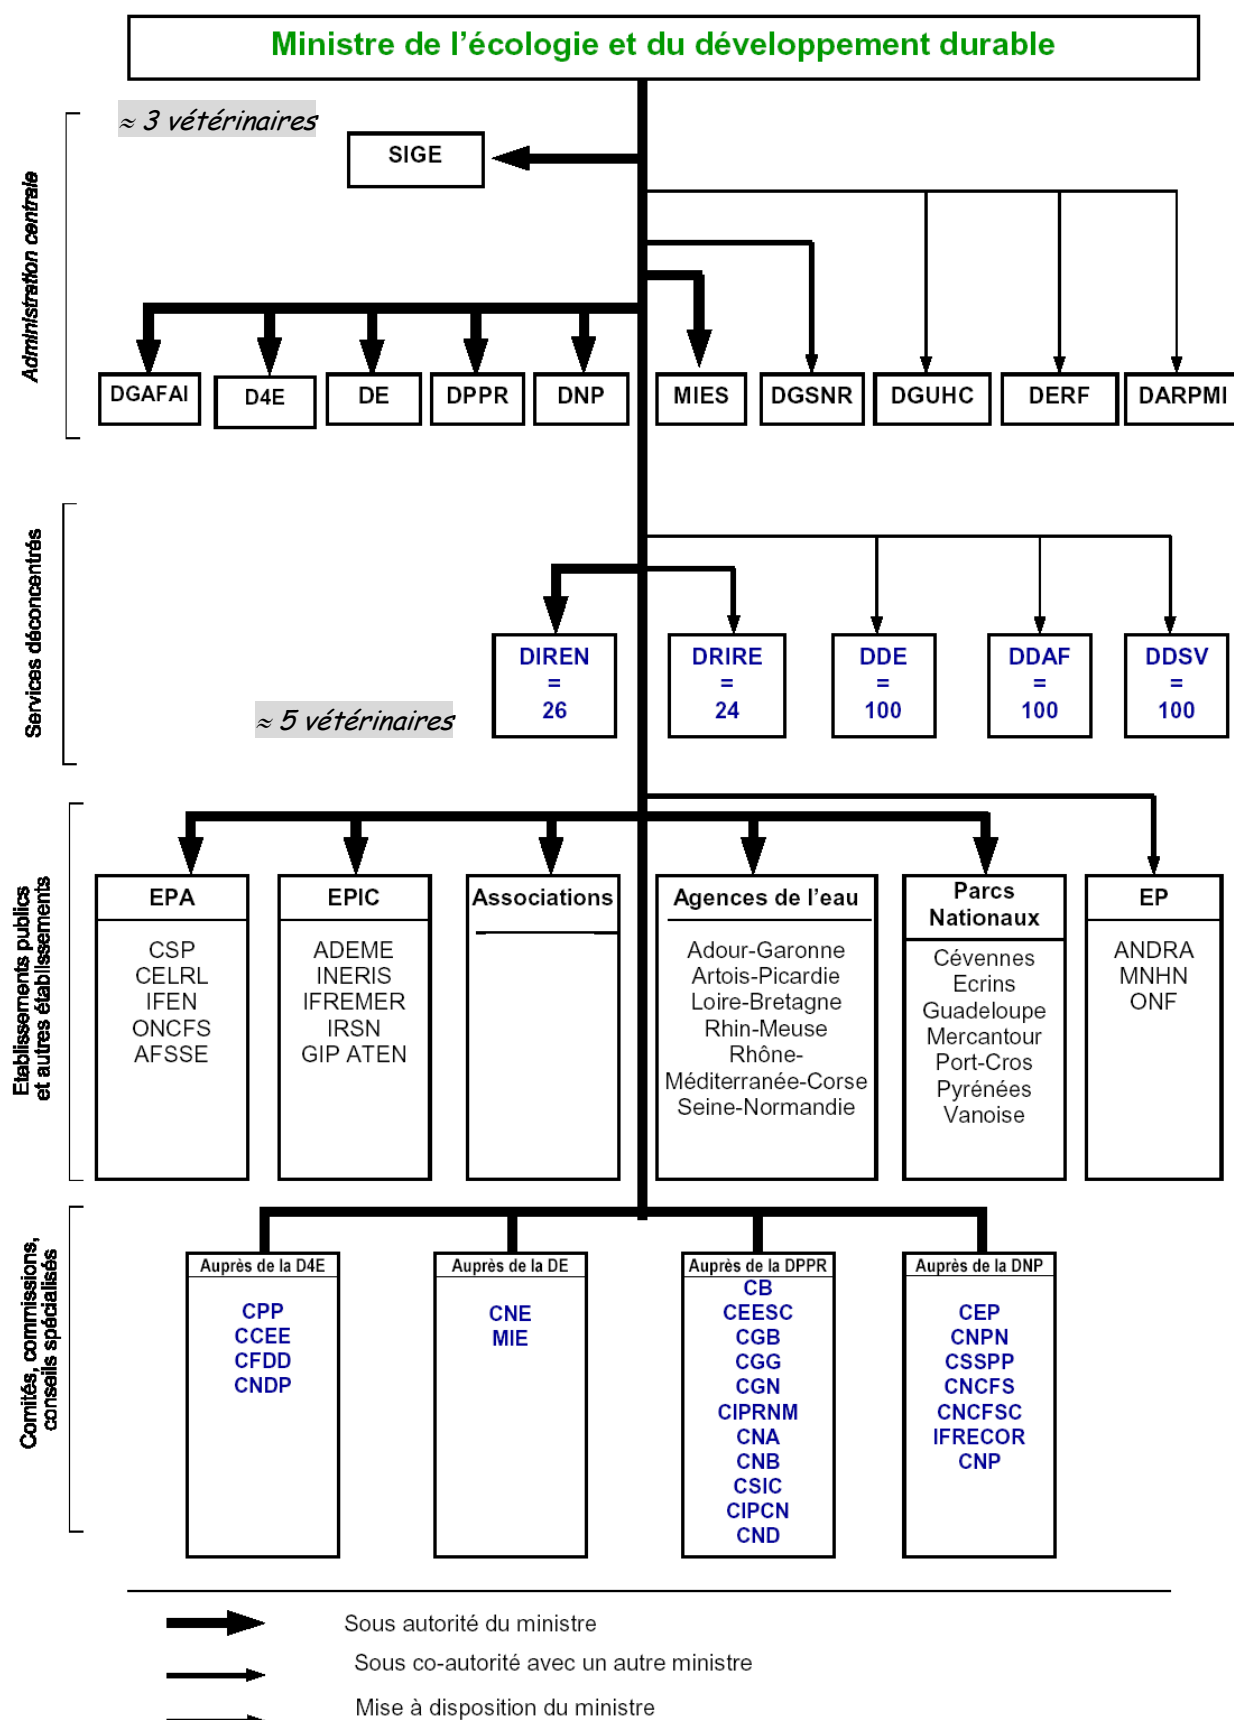 Ministre de l'écologie et du développement durable
≈ 3 vétérinaires
Administration centrale
SIGE
DGAFAI
D4E
DE
DPPR
DNP
MIES
DGSNR
DGUHC
DERF
DARPMI
Services déconcentrés
≈ 5 vétérinaires
DIREN
=
26
DRIRE
=
24
DDE
=
100
DDAF
=
100
DDSV
=
100
Etablissements publics
et autres établissements
EPA
CSP
CELRL
IFEN
ONCFS
AFSSE
EPIC
ADEME
INERIS
IFREMER
IRSN
GIP ATEN
Associations
Agences de l'eau
Adour-Garonne
Artois-Picardie
Loire-Bretagne
Rhin-Meuse
Rhône-
Méditerranée-Corse
Seine-Normandie
Parcs
Nationaux
Cévennes
Ecrins
Guadeloupe
Mercantour
Port-Cros
Pyrénées
Vanoise
EP
ANDRA
MNHN
ONF
Comités, commissions,
conseils spécialisés
Auprès de la D4E
CPP
CCEE
CFDD
CNDP
Auprès de la DE
CNE
MIE
Auprès de la DPPR
CB
CEESC
CGB
CGG
CGN
CIPRNM
CNA
CNB
CSIC
CIPCN
CND
Auprès de la DNP
CEP
CNPN
CSSPP
CNCFS
CNCFSC
IFRECOR
CNP
Sous autorité du ministre
Sous co-autorité avec un autre ministre
Mise à disposition du ministre